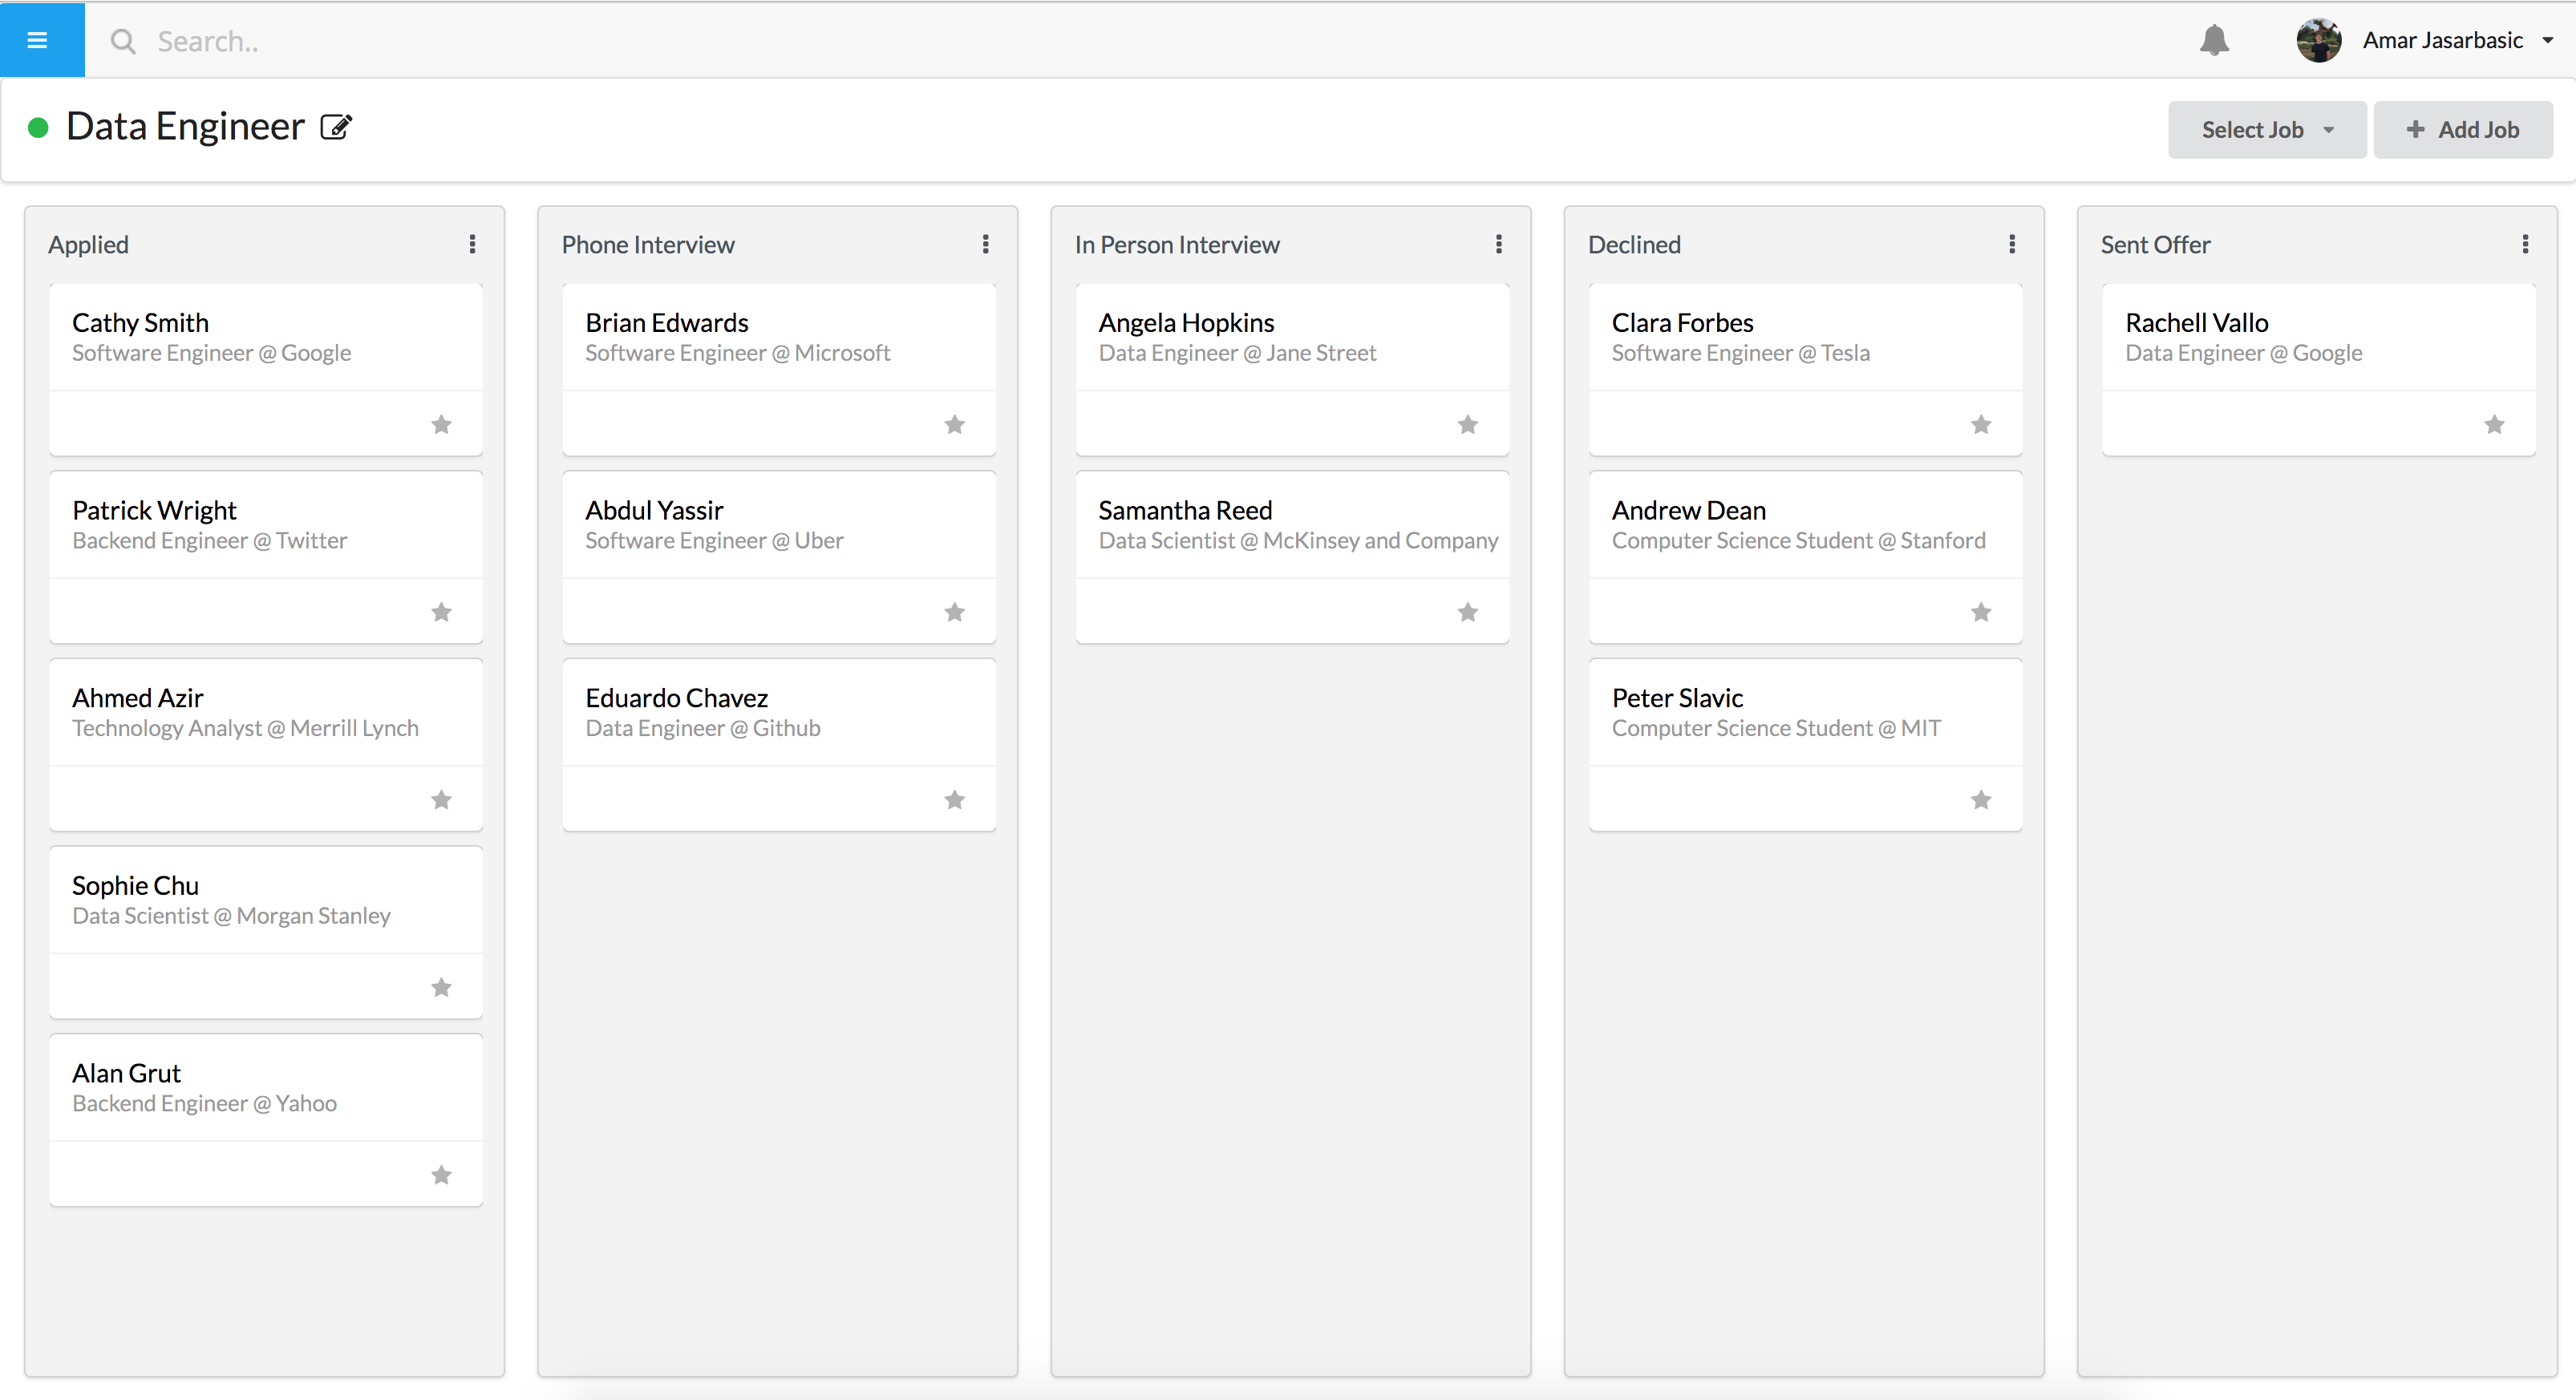 Search..
Amar Jasarbasic
Data Engineer
Select Job
Add Job
Applied
Cathy Smith
Software Engineer @ Google
Patrick Wright
Backend Engineer @ Twitter
Ahmed Azir
Technology Analyst @ Merrill Lynch
Sophie Chu
Data Scientist @ Morgan Stanley
Alan Grut
Backend Engineer @ Yahoo
Phone Interview
Brian Edwards
Software Engineer @ Microsoft
Abdul Yassir
Software Engineer @ Uber
Eduardo Chavez
Data Engineer @ Github
In Person Interview
Angela Hopkins
Data Engineer @ Jane Street
Samantha Reed
Data Scientist @ McKinsey and Company
Declined
Clara Forbes
Software Engineer @ Tesla
Andrew Dean
Computer Science Student @ Stanford
Peter Slavic
Computer Science Student @ MIT
Sent Offer
Rachell Vallo
Data Engineer @ Google